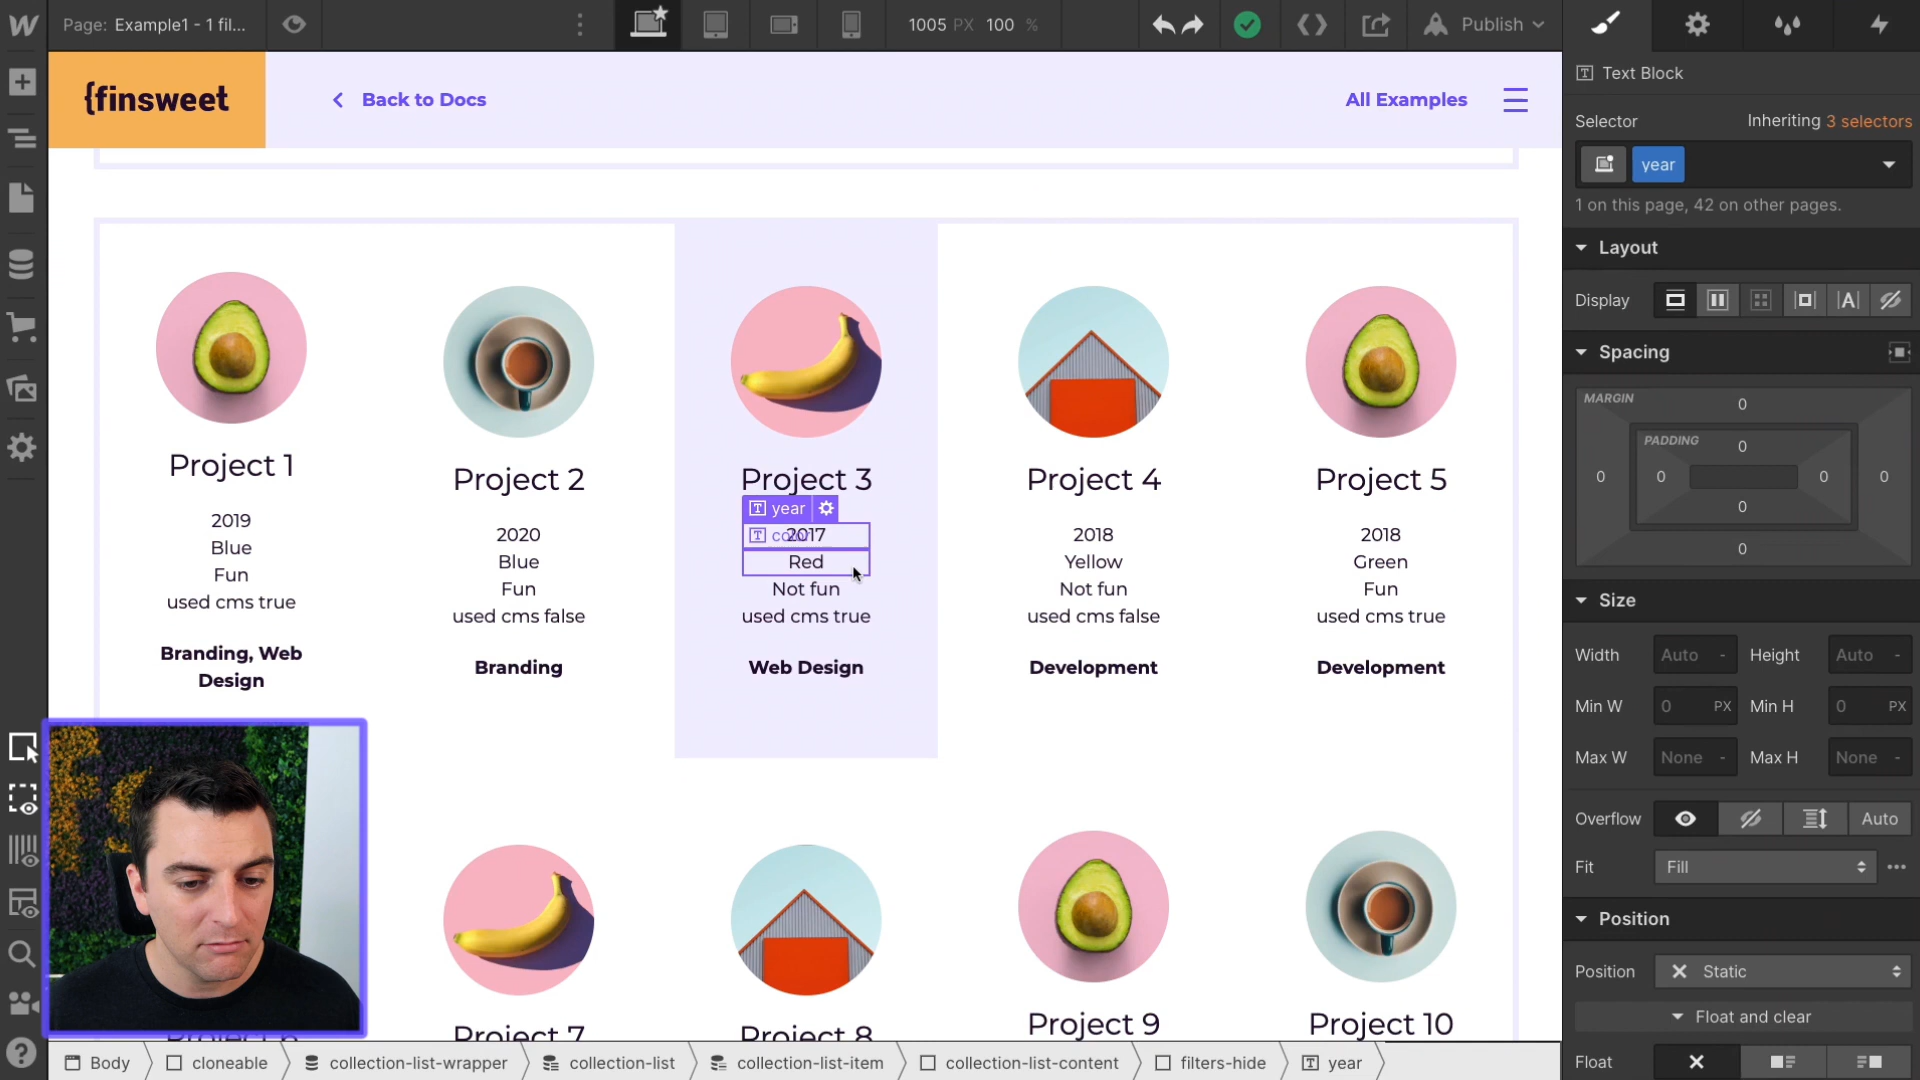 Page: Example1 - 1 fil...
1005 PX 100 %
Publish
{finsweet
Back to Docs
All Examples
Text Block
Selector
Inheriting 3 selectors
year
1 on this page, 42 on other pages.
Layout
Display
Spacing
MARGIN
0
PADDING
0
0 0 0 0
0
0
Size
Width Auto - Height Auto -
Min W 0 PX Min H 0 PX
Max W None - Max H None -
Overflow Auto
Fit Fill
Position
Position Static
Float and clear
Float
Project 1
2019
Blue
Fun
used cms true
Branding, Web
Design
Project 2
2020
Blue
Fun
used cms false
Branding
Project 3
year
2017
Red
Not fun
used cms true
Web Design
Project 4
2018
Yellow
Not fun
used cms false
Development
Project 5
2018
Green
Fun
used cms true
Development
Project 7
Project 8
Project 9
Project 10
Body cloneable collection-list-wrapper collection-list collection-list-item collection-list-content filters-hide year